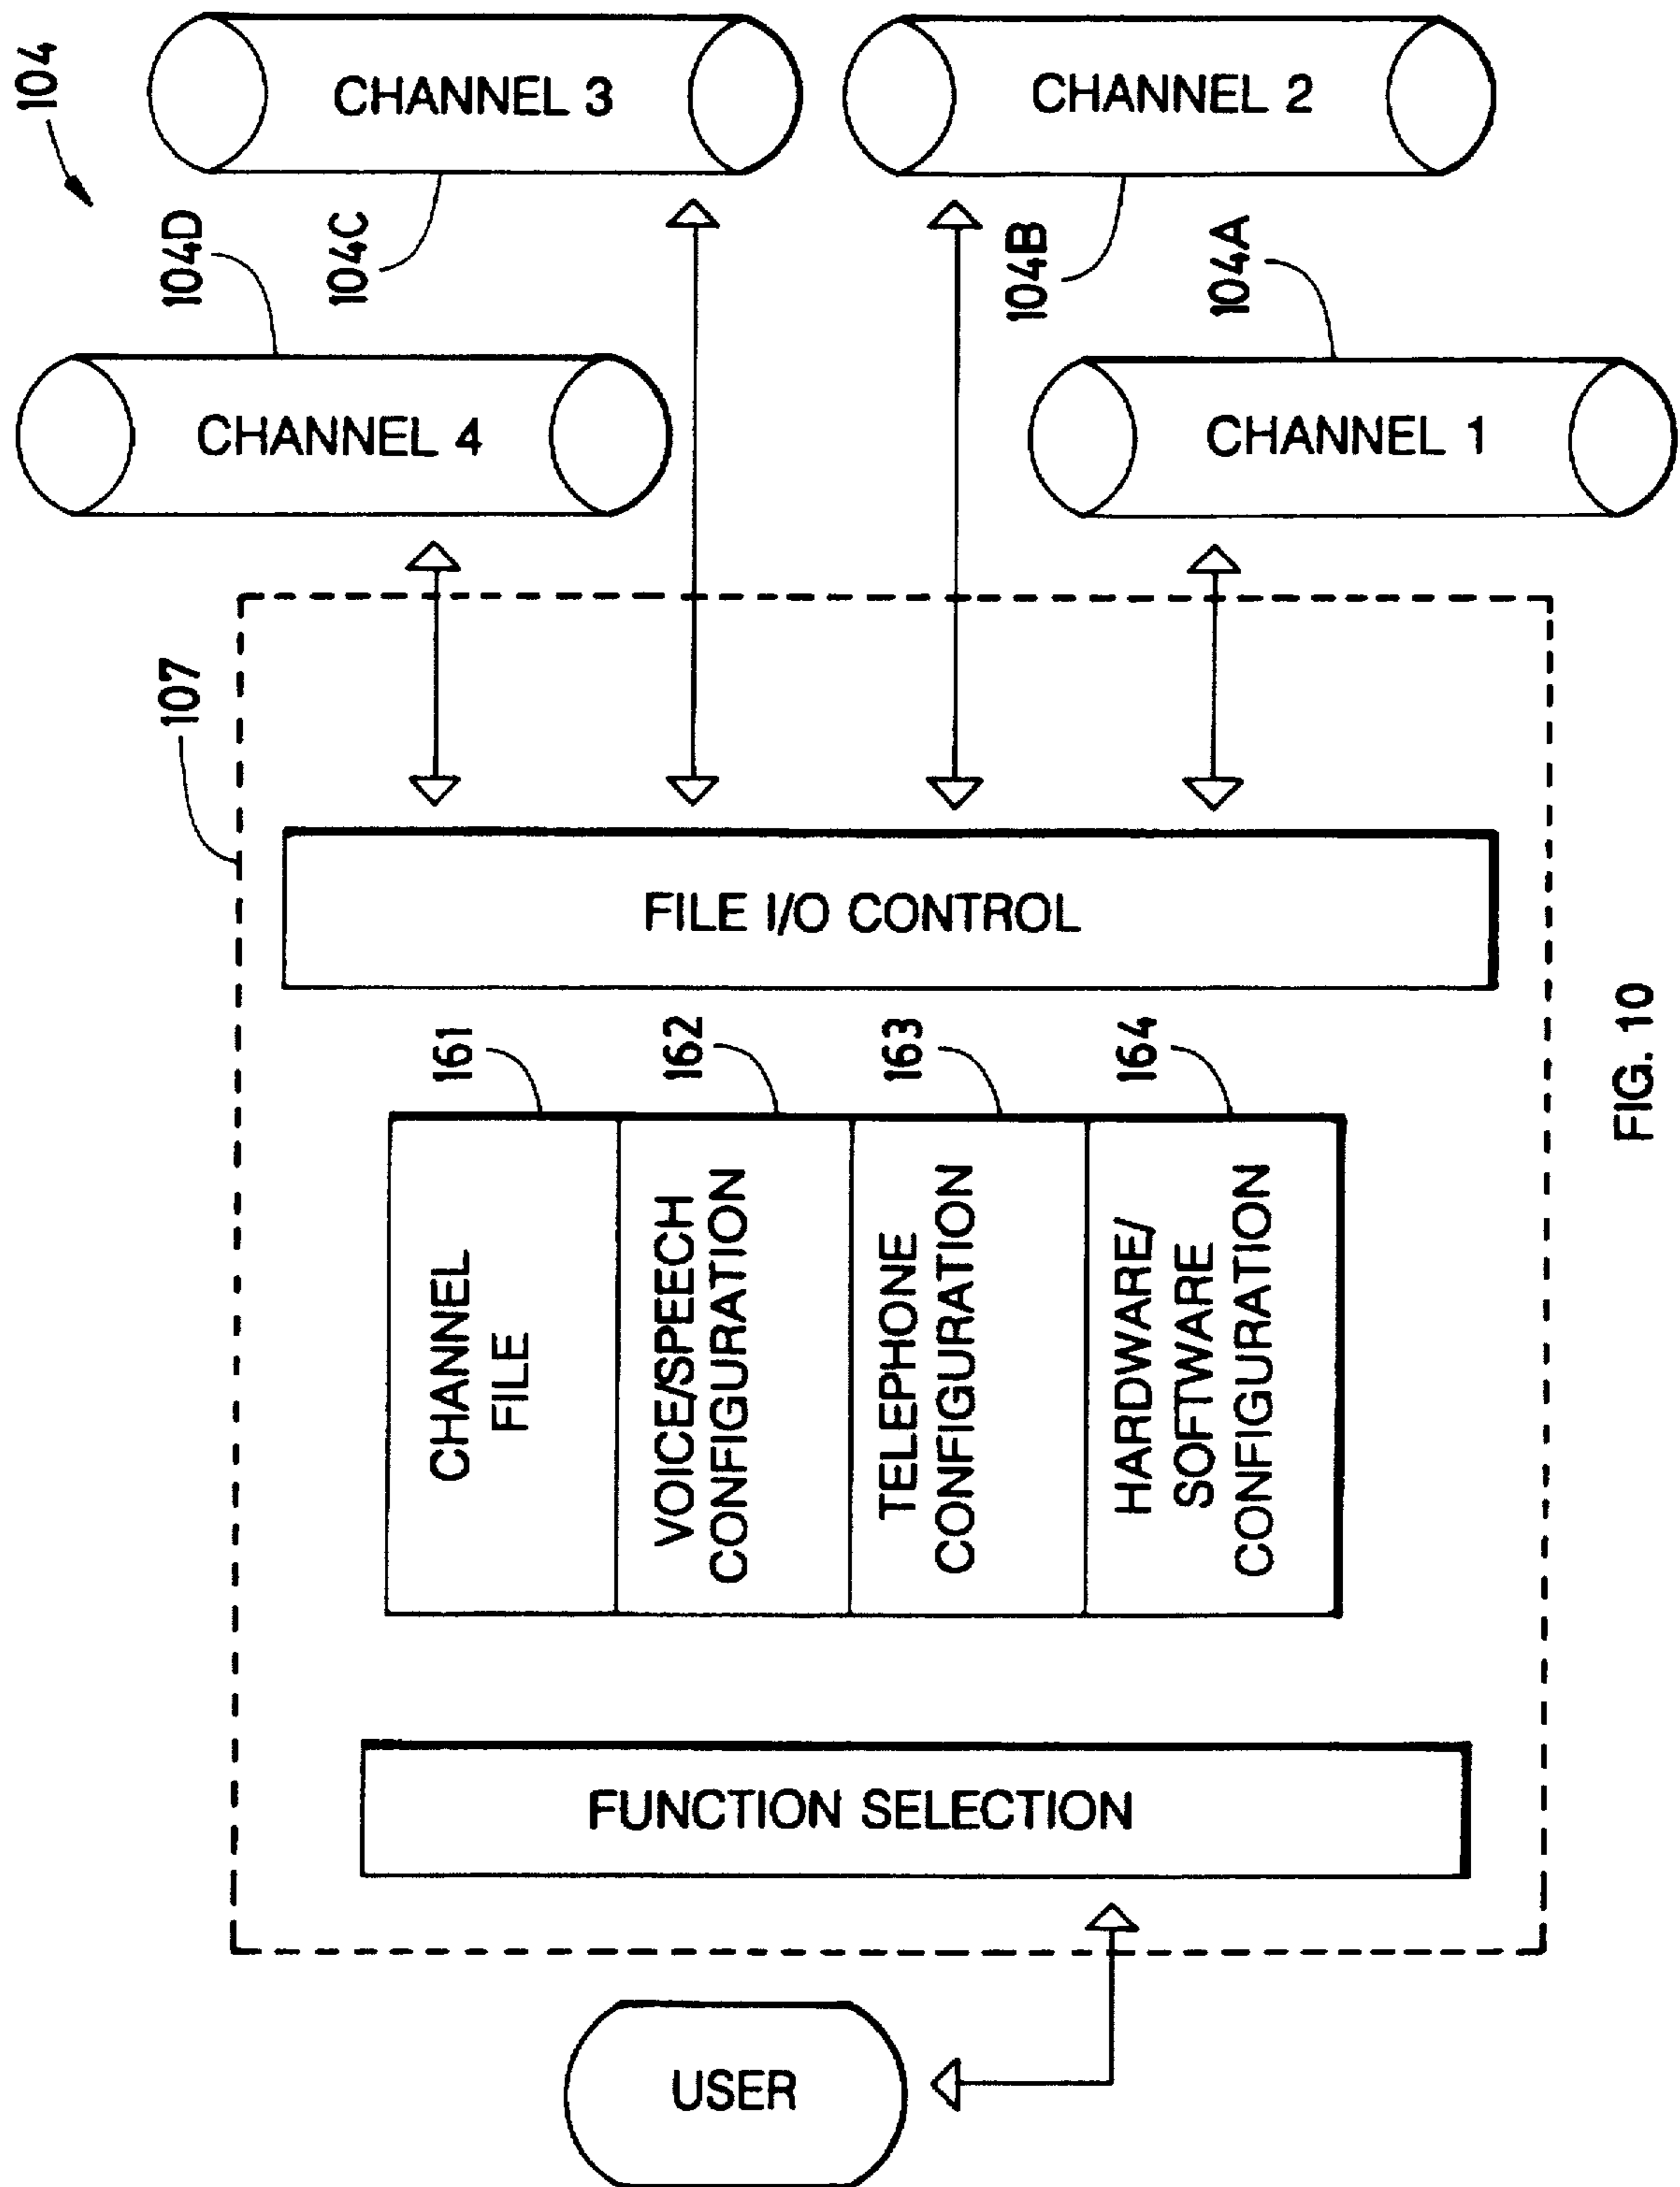 104
CHANNEL 3
CHANNEL 2
104D
104C
104B
104A
CHANNEL 4
CHANNEL 1
107
FILE I/O CONTROL
161
162
163
164
CHANNEL
FILE
VOICE/SPEECH
CONFIGURATION
TELEPHONE
CONFIGURATION
HARDWARE/
SOFTWARE
CONFIGURATION
FUNCTION SELECTION
USER
FIG. 10